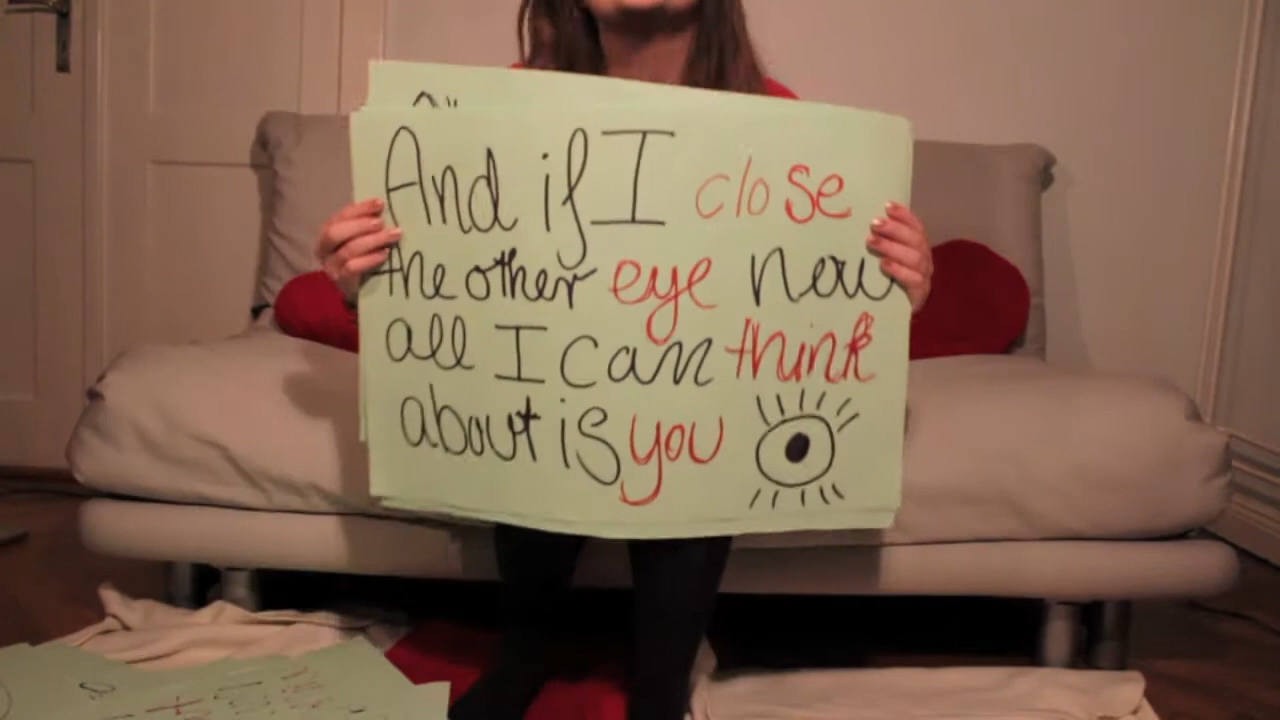 And if I close
the other eye now
all I can think
about is you